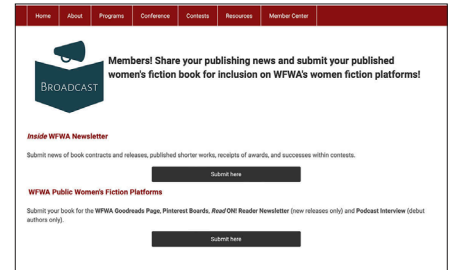 Home About Programs Conference Contests Resources Member Center
Members! Share your publishing news and submit your published
women's fiction book for inclusion on WFWA's women fiction platforms!
BROADCAST
Inside WFWA Newsletter
Submit news of book contracts and releases, published shorter works, receipts of awards, and successes within contests.
Submit here
WFWA Public Women's Fiction Platforms
Submit your book for the WFWA Goodreads Page, Pinterest Boards, Read ON! Reader Newsletter (new releases only) and Podcast Interview (debut
authors only).
Submit here